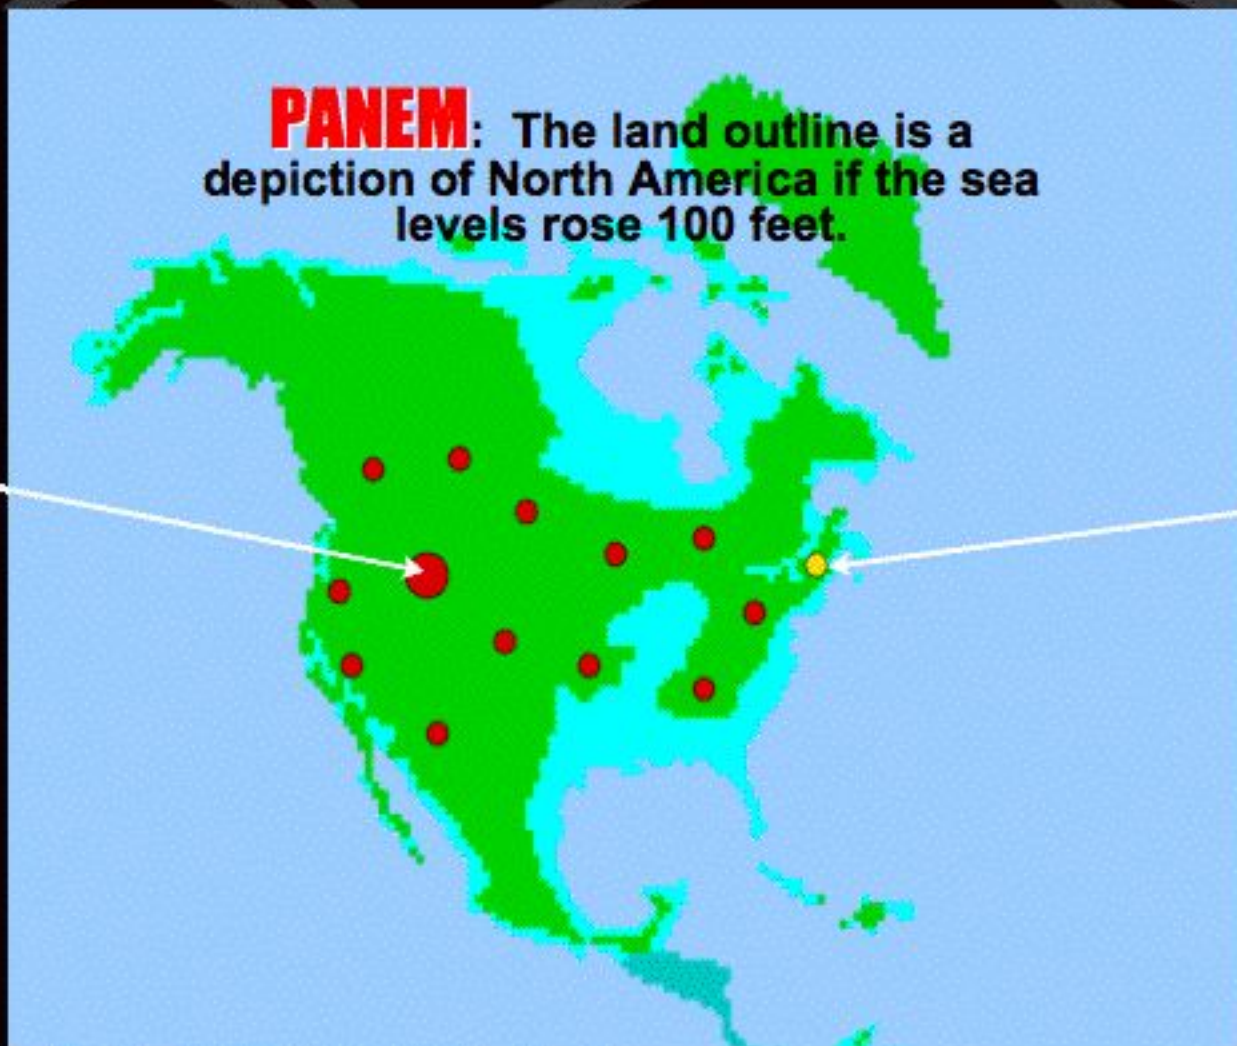 PANEM: The land outline is a
depiction of North America if the sea
levels rose 100 feet.